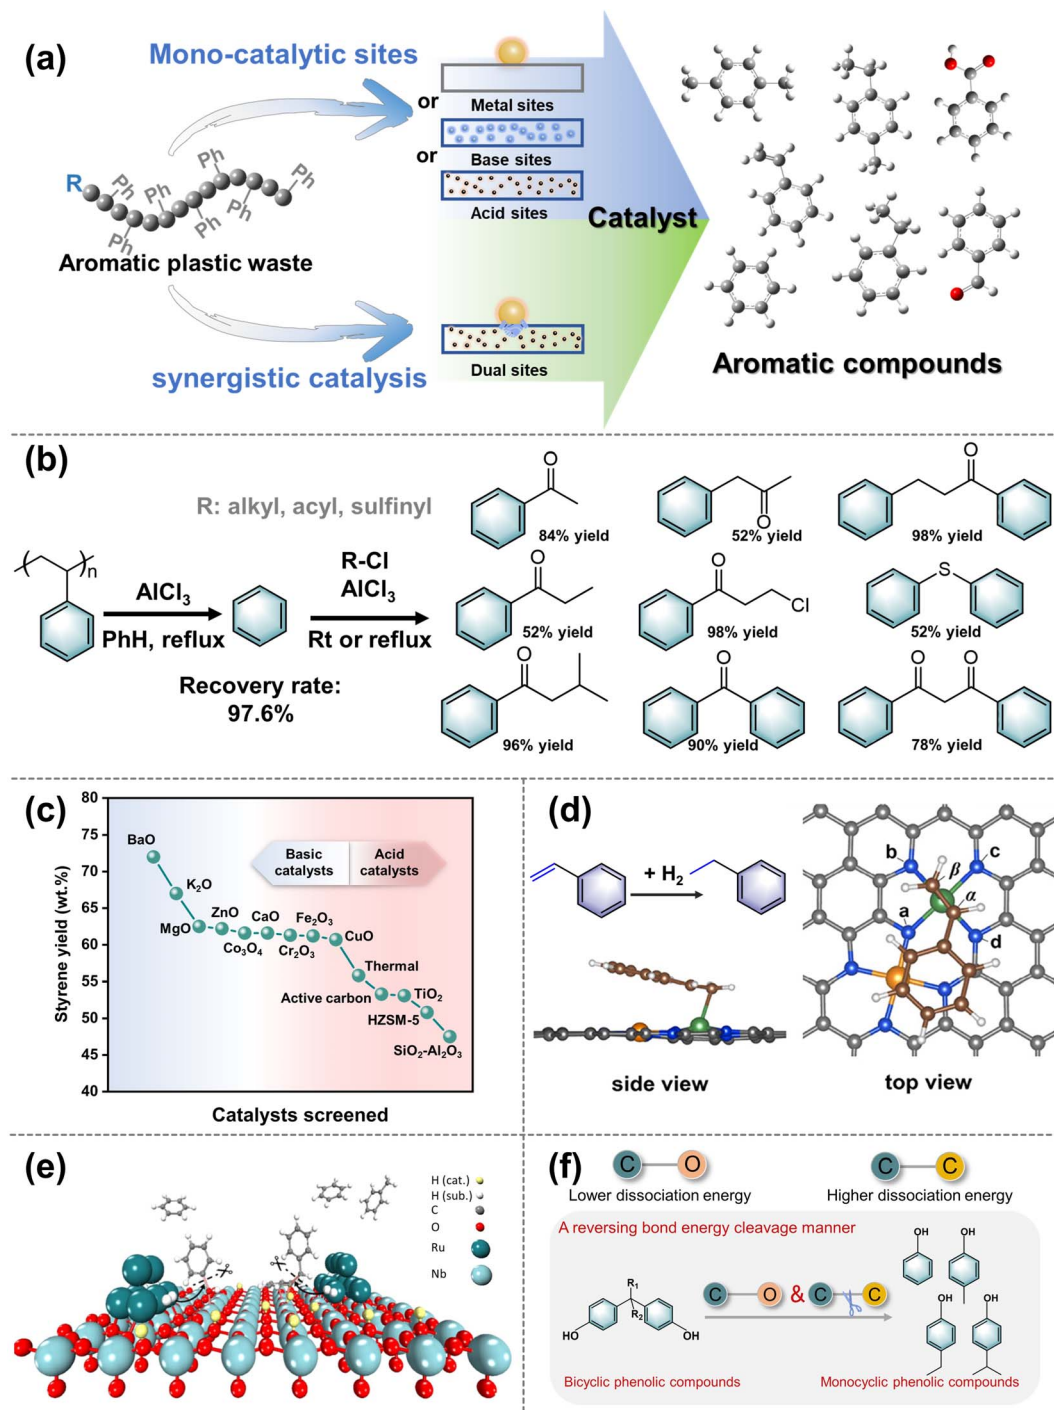 (a)
Mono-catalytic sites
or
Metal sites
or
Base sites
Acid sites
R
Ph
Ph
Ph
Ph
Ph
Ph
Ph
Aromatic plastic waste
Catalyst
synergistic catalysis
Dual sites
Aromatic compounds
(b)
R: alkyl, acyl, sulfinyl
n
AlCl₃
PhH, reflux
R-Cl
AlCl₃
Rt or reflux
Recovery rate:
97.6%
O
84% yield
O
52% yield
O
98% yield
O
52% yield
O
Cl
98% yield
S
52% yield
O
96% yield
O
90% yield
O O
78% yield
(c)
Styrene yield (wt.%)
80
75
70
65
60
55
50
45
40
BaO
K₂O
MgO
ZnO
Co₃O₄
CaO
Cr₂O₃
Fe₂O₃
CuO
Thermal
Active carbon
TiO₂
HZSM-5
SiO₂-Al₂O₃
Basic
catalysts
Acid
catalysts
Catalysts screened
(d)
+ H₂
side view
b
c
β
α
a
d
top view
(e)
H (cat.)
H (sub.)
C
O
Ru
Nb
(f)
C O
Lower dissociation energy
C C
Higher dissociation energy
A reversing bond energy cleavage manner
R₁
R₂
HO
OH
C O & C C
OH
OH
OH
OH
Bicyclic phenolic compounds
Monocyclic phenolic compounds